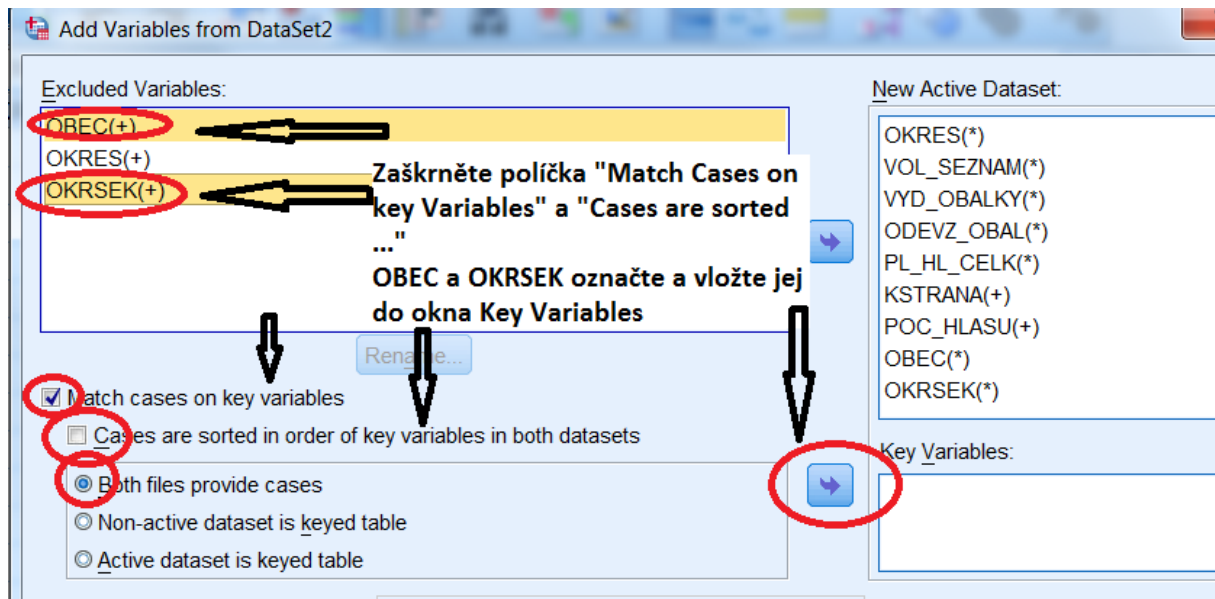 Add Variables from DataSet2
Excluded Variables:
OBEC(+)
OKRES(+)
OKRSEK(+)
Zaškrněte políčka "Match Cases on
key Variables" a "Cases are sorted
..."
OBEC a OKRSEK označte a vložte jej
do okna Key Variables
Rename...
Match cases on key variables
Cases are sorted in order of key variables in both datasets
Both files provide cases
Non-active dataset is keyed table
Active dataset is keyed table
New Active Dataset:
OKRES(*)
VOL_SEZNAM(*)
VYD_OBALKY(*)
ODEVZ_OBAL(*)
PL_HL_CELK(*)
KSTRANA(+)
POC_HLASU(+)
OBEC(*)
OKRSEK(*)
Key Variables: